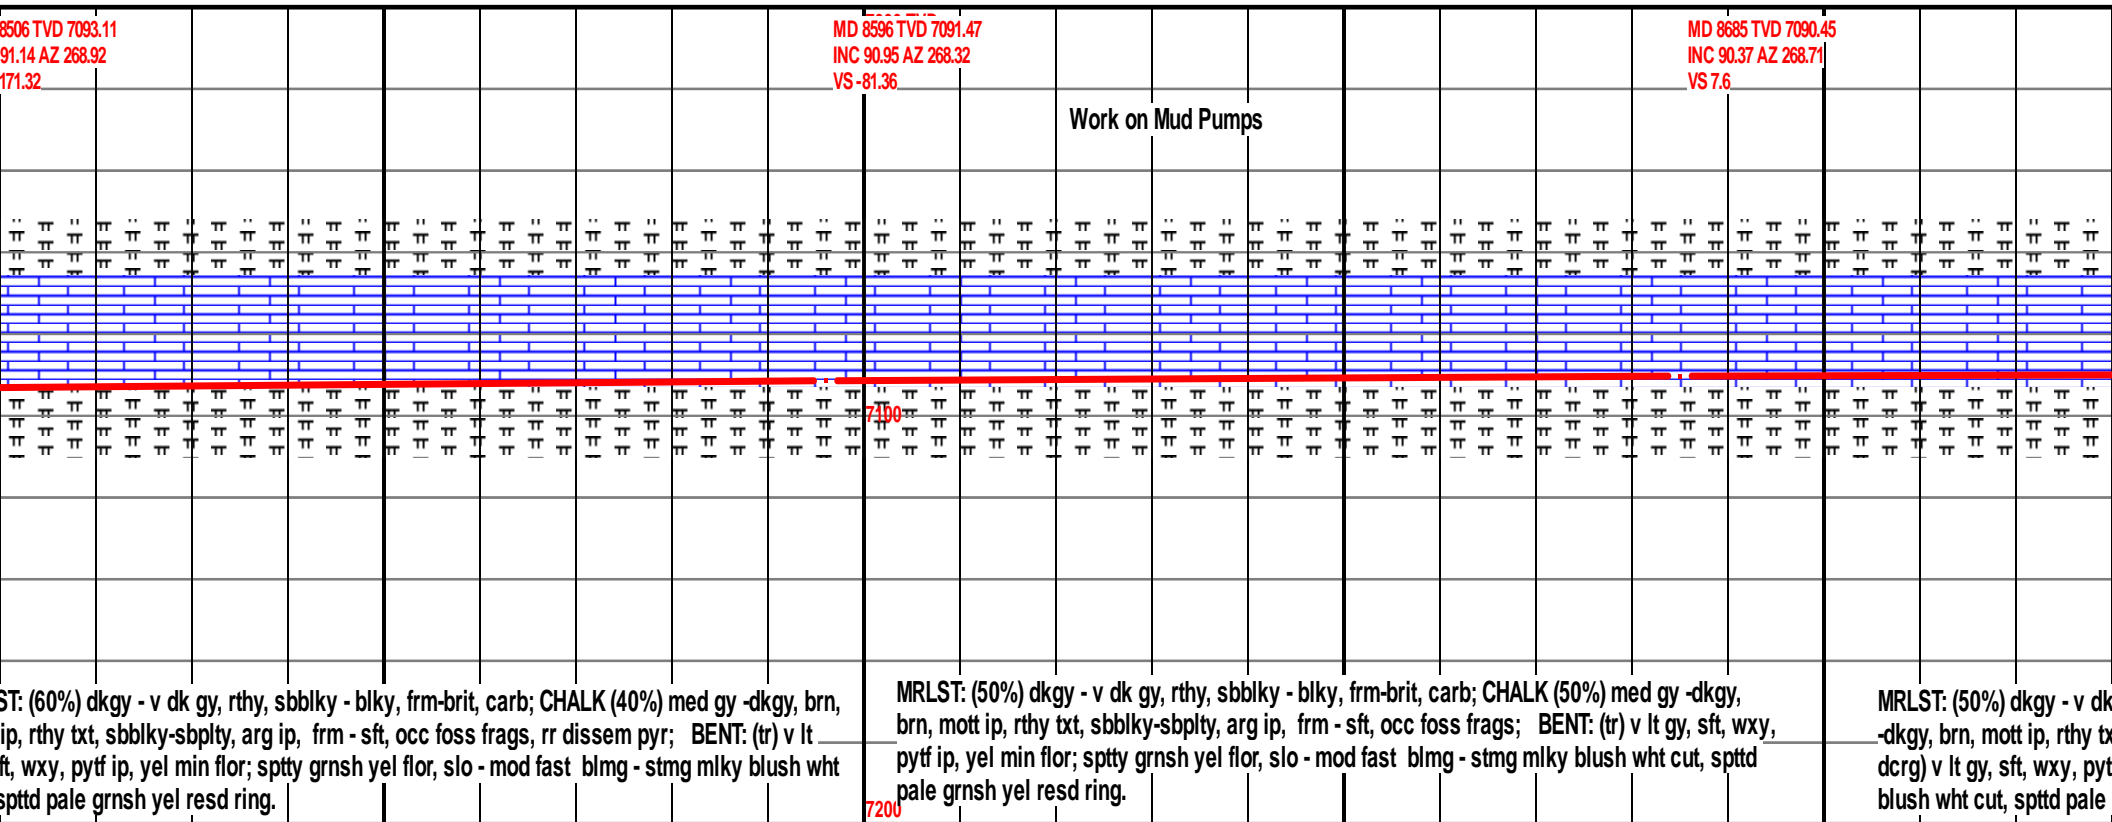 8506 TVD 7093.11
91.14 AZ 268.92
171.32
MD 8596 TVD 7091.47
INC 90.95 AZ 268.32
VS -81.36
MD 8685 TVD 7090.45
INC 90.37 AZ 268.71
VS 7.6
Work on Mud Pumps
7100
ST: (60%) dkgy - v dk gy, rthy, sbblky - blky, frm-brit, carb; CHALK (40%) med gy -dkgy, brn,
ip, rthy txt, sbblky-sbplty, arg ip, frm - sft, occ foss frags, rr dissem pyr; BENT: (tr) v lt
ft, wxy, pytf ip, yel min flor; sptty grnsh yel flor, slo - mod fast blmg - stmg mlky blush wht
spttd pale grnsh yel resd ring.
MRLST: (50%) dkgy - v dk gy, rthy, sbblky - blky, frm-brit, carb; CHALK (50%) med gy -dkgy,
brn, mott ip, rthy txt, sbblky-sbplty, arg ip, frm - sft, occ foss frags; BENT: (tr) v lt gy, sft, wxy,
pytf ip, yel min flor; sptty grnsh yel flor, slo - mod fast blmg - stmg mlky blush wht cut, spttd
pale grnsh yel resd ring.
MRLST: (50%) dkgy - v dk
-dkgy, brn, mott ip, rthy tx
dcrg) v lt gy, sft, wxy, pyt
blush wht cut, spttd pale
7200